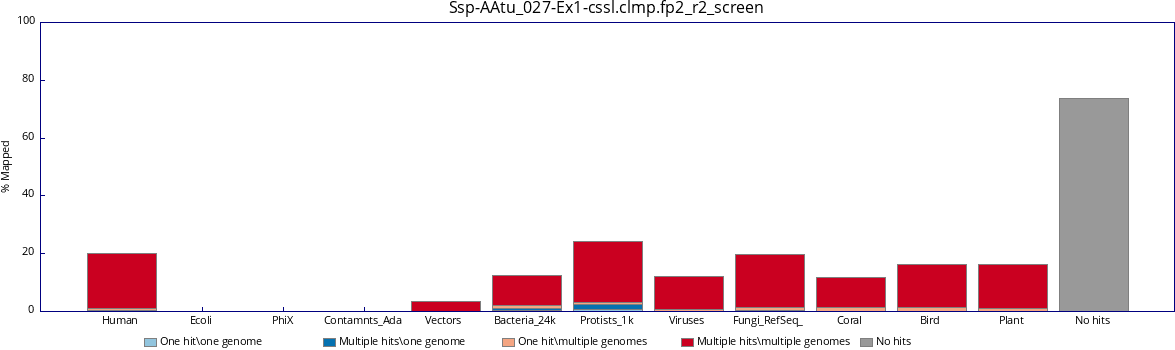 Ssp-AAtu_027-Ex1-cssl.clmp.fp2_r2_screen
100
80
60
40
20
0
% Mapped
Human Ecoli PhiX Contamnts_Ada Vectors Bacteria_24k Protists_1k Viruses Fungi_RefSeq_ Coral Bird Plant No hits
One hit\one genome Multiple hits\one genome One hit\multiple genomes Multiple hits\multiple genomes No hits